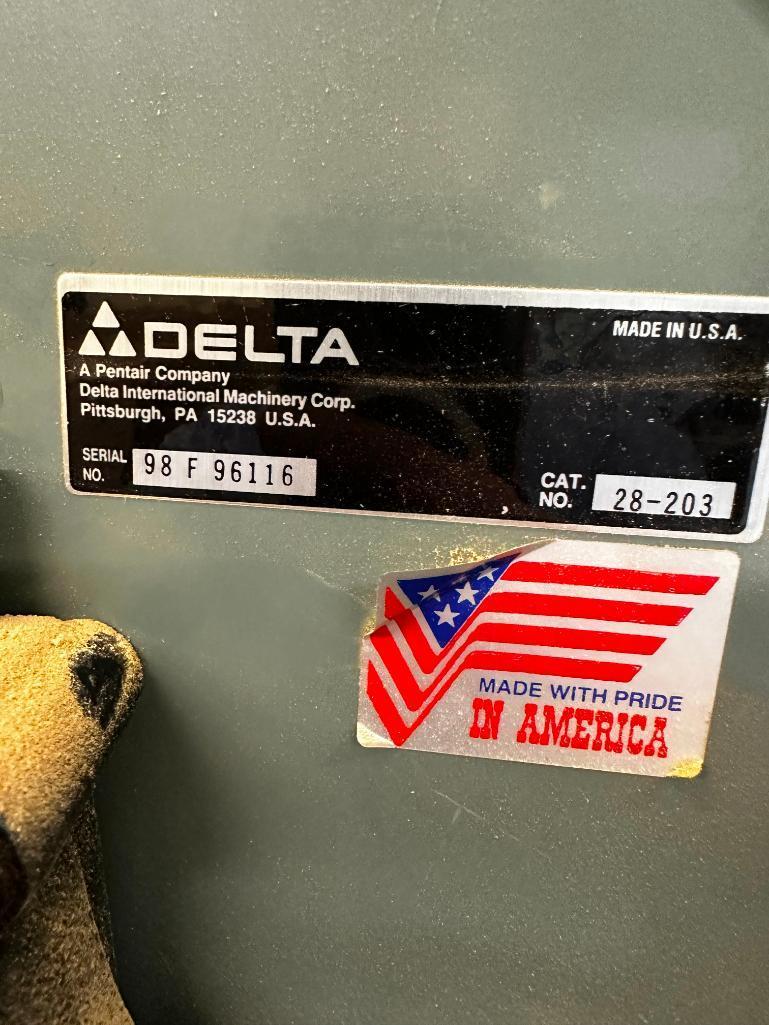 DELTA
MADE IN U.S.A.
A Pentair Company
Delta International Machinery Corp.
Pittsburgh, PA 15238 U.S.A.
SERIAL NO. 98 F 96116
CAT. NO. 28-203
MADE WITH PRIDE
IN AMERICA